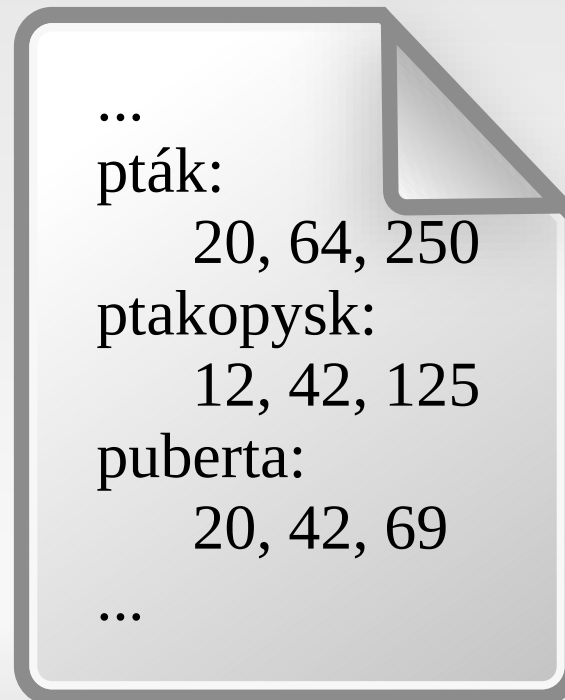 ...
pták:
20, 64, 250
ptakopysk:
12, 42, 125
puberta:
20, 42, 69
...